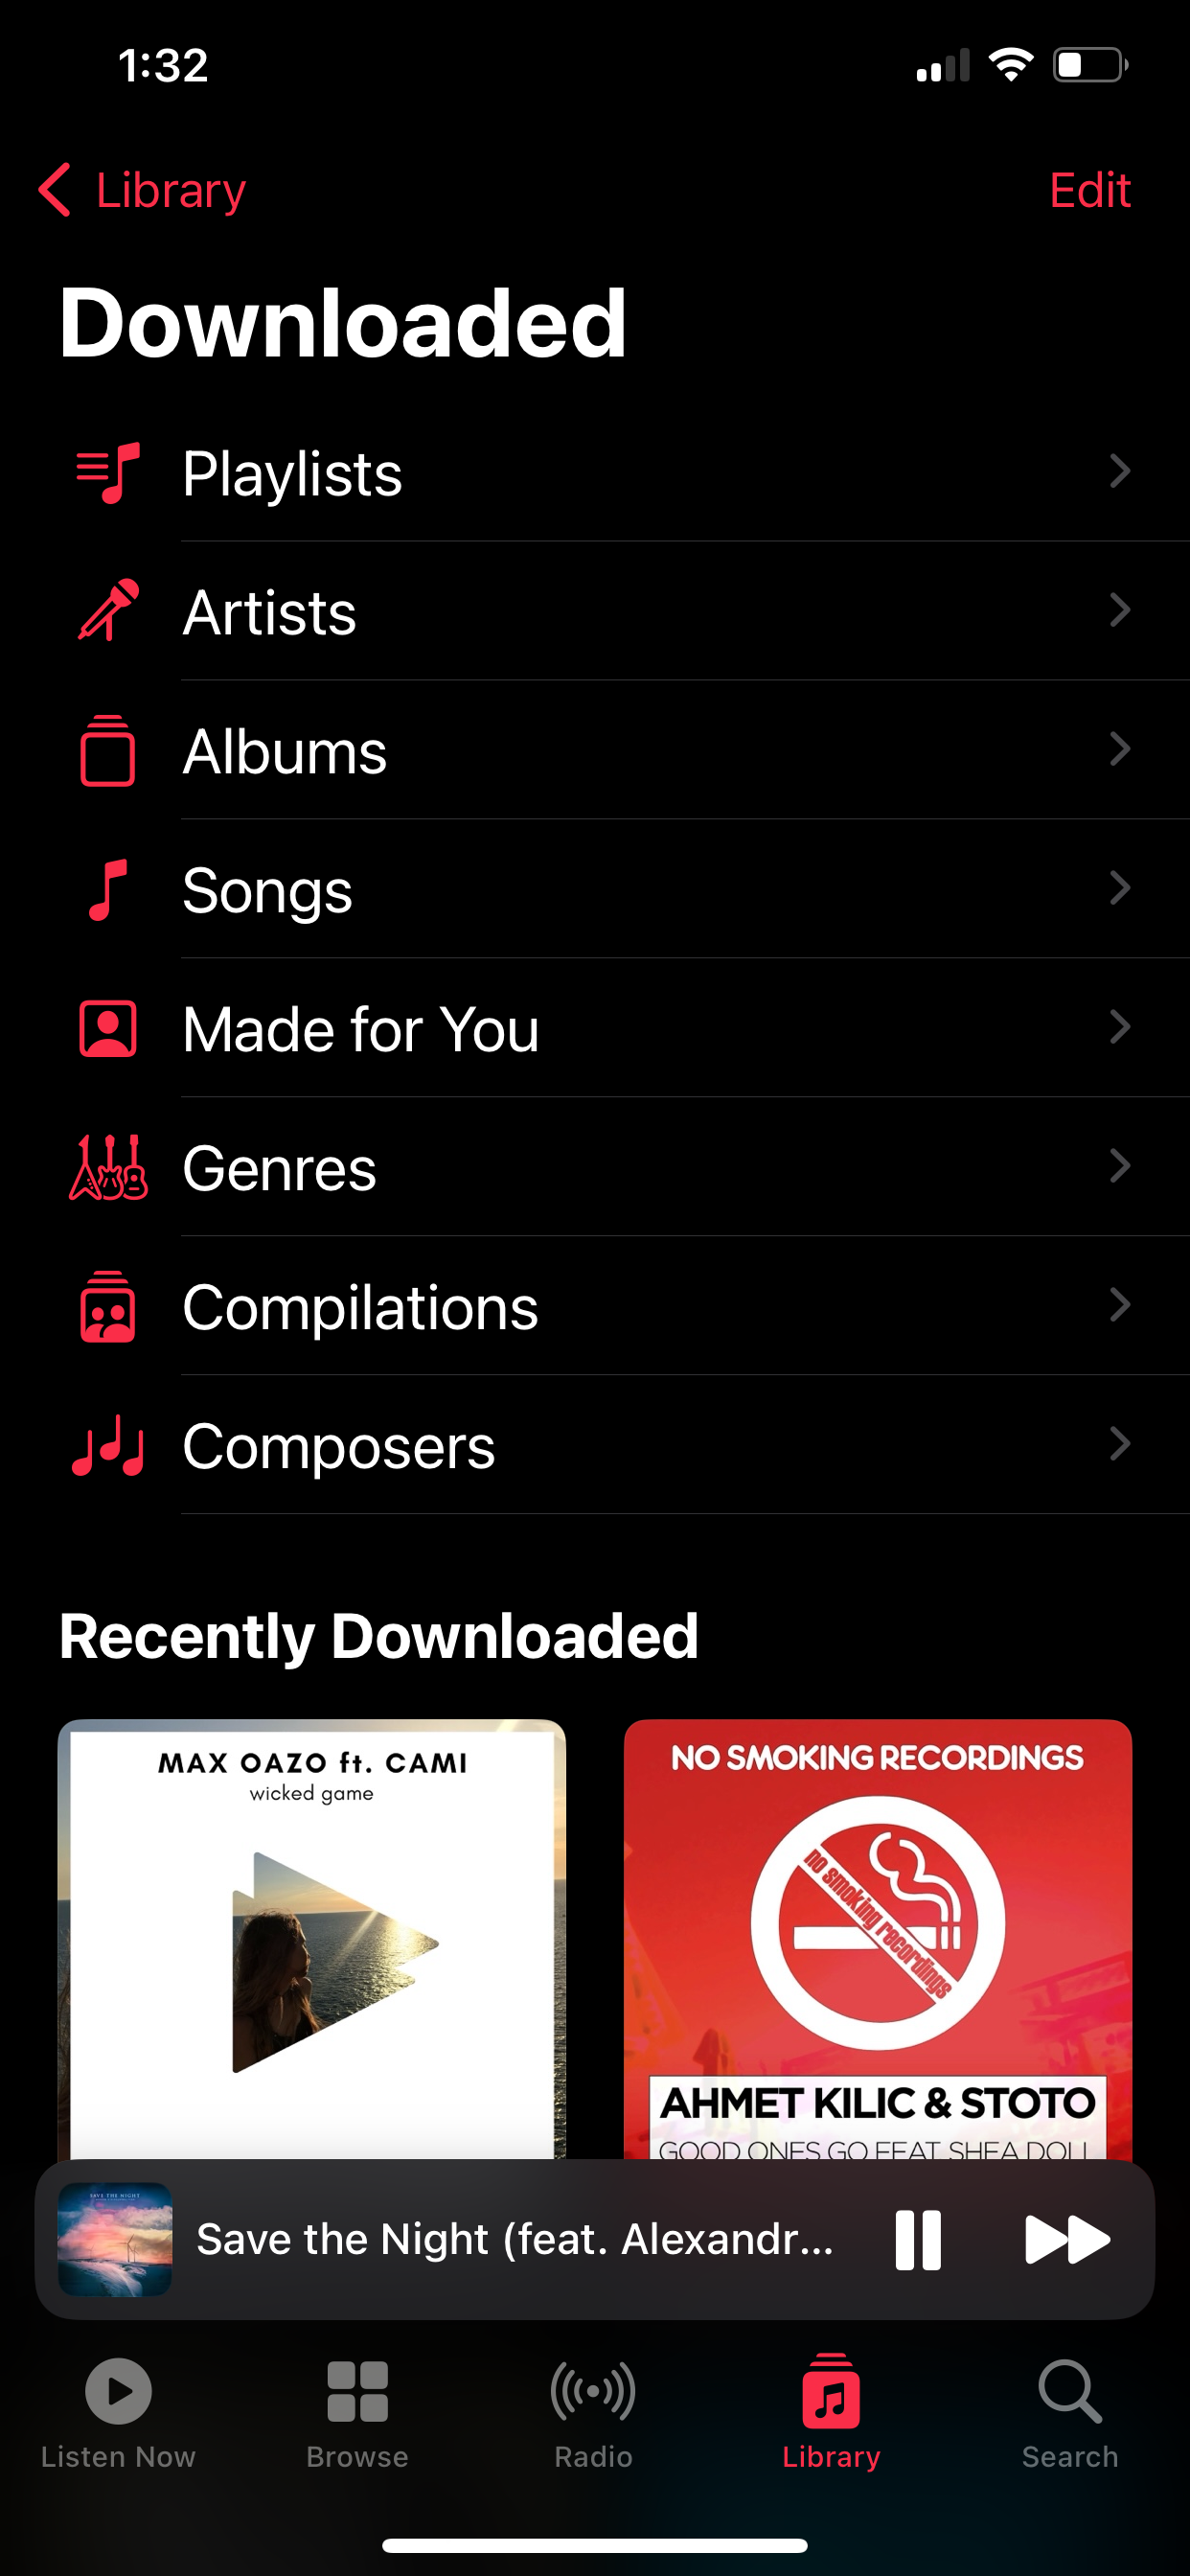 1:32
Library
Edit
Downloaded
Playlists
Artists
Albums
Songs
Made for You
Genres
Compilations
Composers
Recently Downloaded
MAX OAZO ft. CAMI
wicked game
NO SMOKING RECORDINGS
no smoking recordings
AHMET KILIC & STOTO
GOOD ONES GO FEAT SHEA DOLL
SAVE THE NIGHT
Save the Night (feat. Alexandr...
Listen Now
Browse
Radio
Library
Search